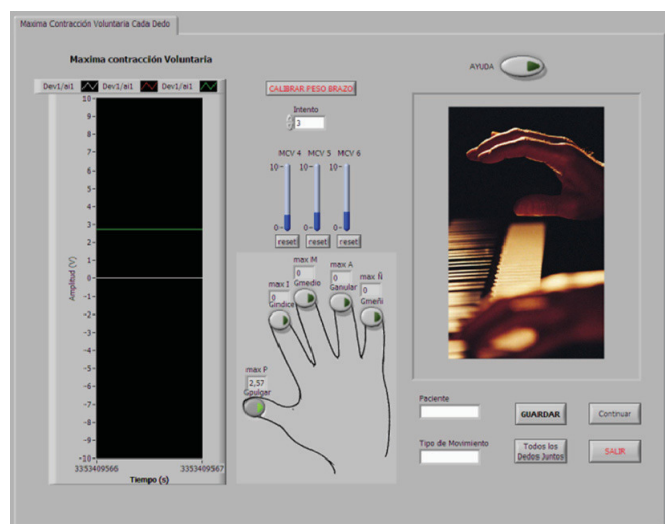 Maxima Contracción Voluntaria Cada Dedo
Maxima contracción Voluntaria
Dev1/ai1 Dev1/ai1 Dev1/ai1
10
9
8
7
6
5
4
3
2
1
0
-1
-2
-3
-4
-5
-6
-7
-8
-9
-10
Amplitud (V)
3353409566 3353409567
Tiempo (s)
CALIBRAR PESO BRAZO
Intento
3
MCV 4 MCV 5 MCV 6
10 10 10
0 0 0
reset reset reset
max M
0
Gmedio
max A
0
Ganular
max I
0
Gindice
max ñ
0
Gmeñi
max P
2,57
Gpulgar
AYUDA
Paciente
GUARDAR
Continuar
Tipo de Movimiento
Todos los
Dedos Juntos
SALIR